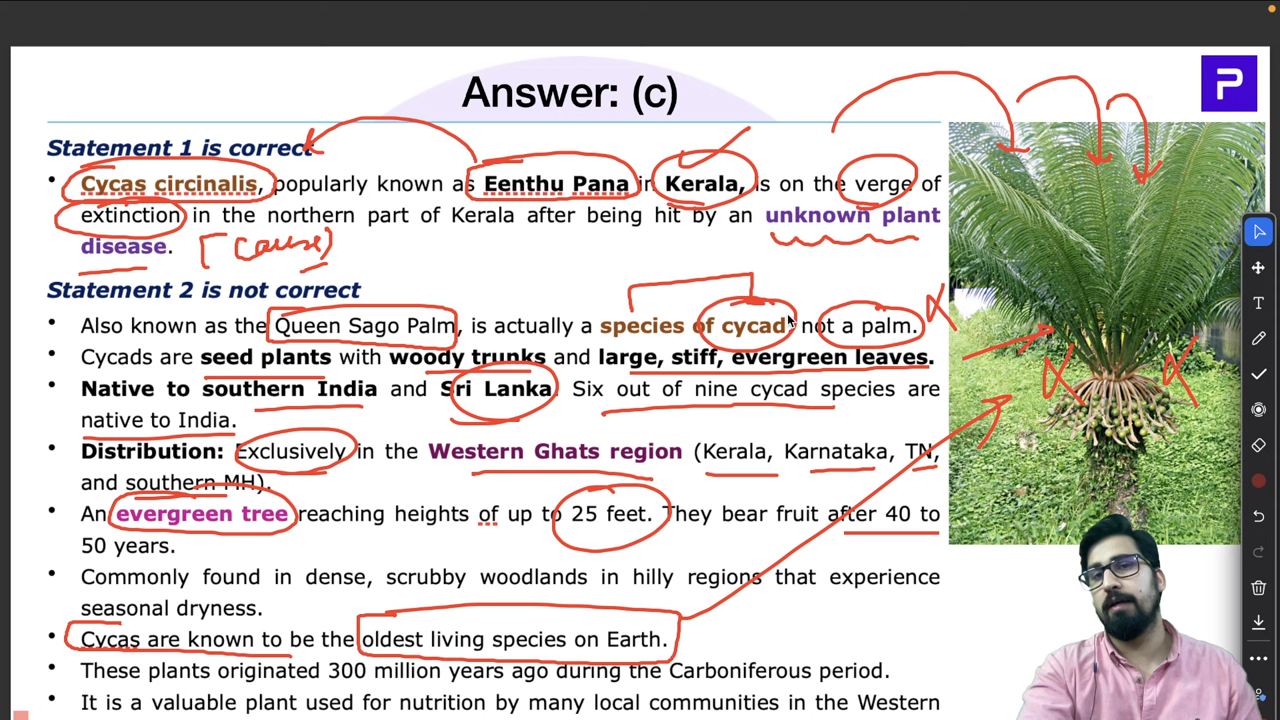 Answer: (c)
P
Statement 1 is correct
• Cycas circinalis, popularly known as Eenthu Pana in Kerala, is on the verge of
extinction in the northern part of Kerala after being hit by an unknown plant
disease. [Cause)
Statement 2 is not correct
• Also known as the Queen Sago Palm, is actually a species of cycad, not a palm.
• Cycads are seed plants with woody trunks and large, stiff, evergreen leaves.
• Native to southern India and Sri Lanka. Six out of nine cycad species are
native to India.
• Distribution: Exclusively in the Western Ghats region (Kerala, Karnataka, TN,
and southern MH).
• An evergreen tree reaching heights of up to 25 feet. They bear fruit after 40 to
50 years.
• Commonly found in dense, scrubby woodlands in hilly regions that experience
seasonal dryness.
• Cycas are known to be the oldest living species on Earth.
• These plants originated 300 million years ago during the Carboniferous period.
• It is a valuable plant used for nutrition by many local communities in the Western
T